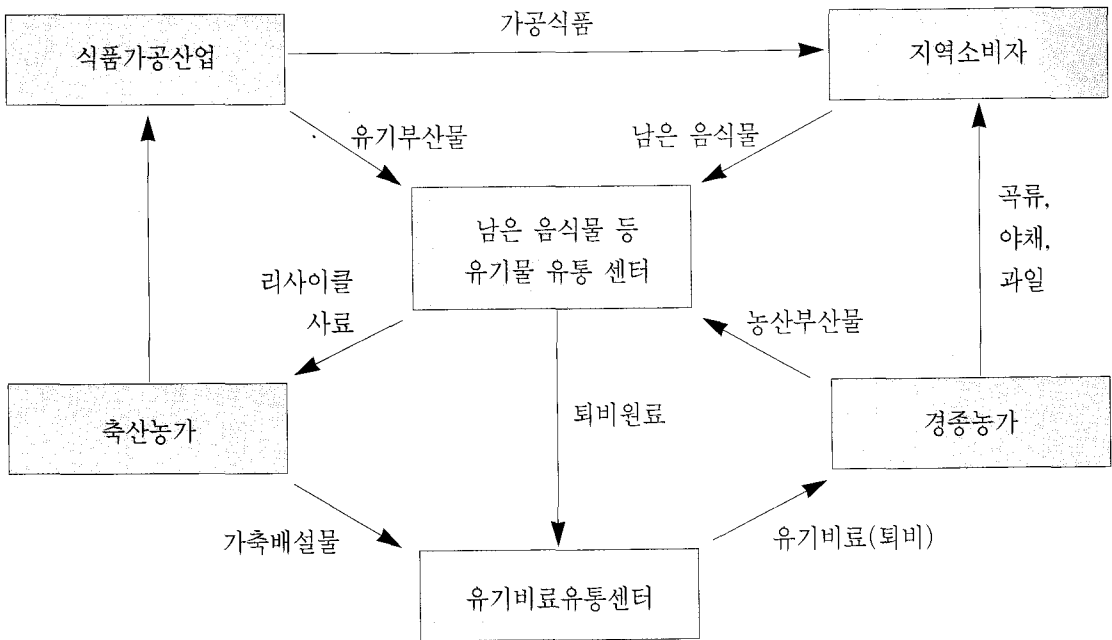 가공식품
식품가공산업
지역소비자
유기부산물
남은 음식물
남은 음식물 등
유기물 유통 센터
곡류,
야채,
과일
리사이클
사료
농산부산물
축산농가
퇴비원료
경종농가
가축배설물
유기비료(퇴비)
유기비료유통센터